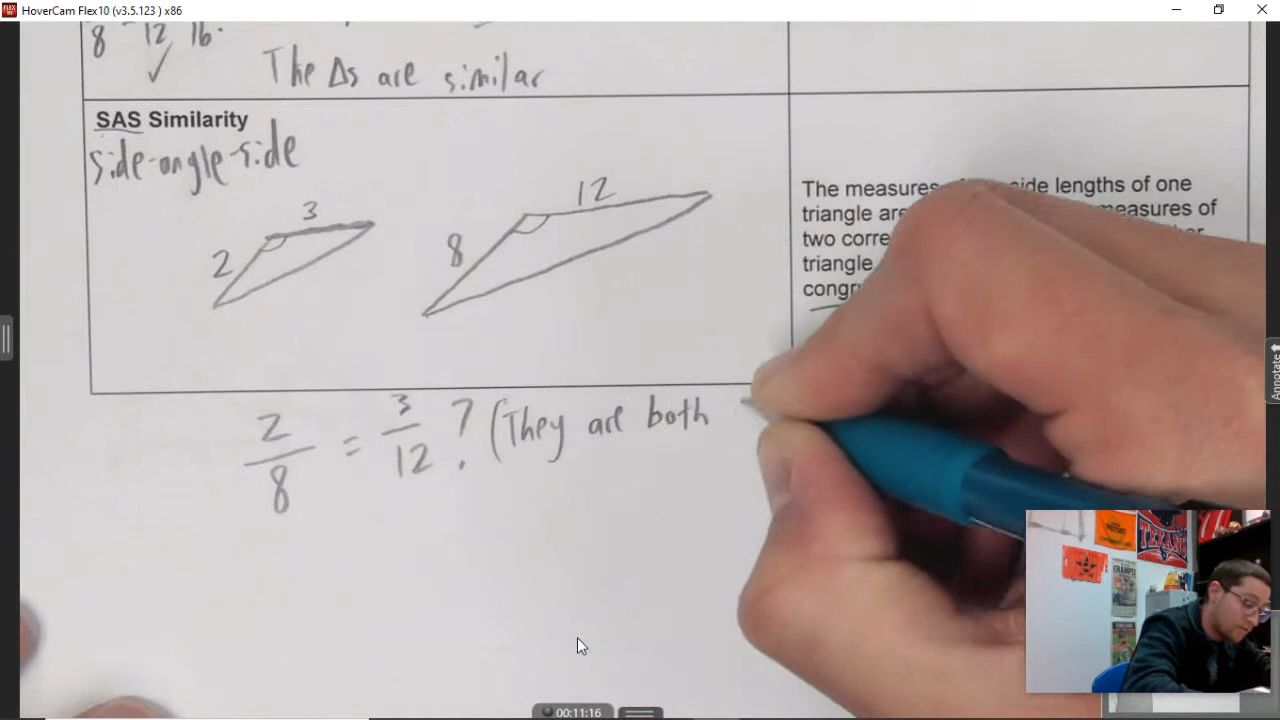 HoverCam Flex10 (v3.5.123 ) x86
8 12 16.
✓ The Δs are similar
SAS Similarity
side-angle-side
3
2
12
8
The measures side lengths of one
triangle are measures of
two
triangle
2/8 = 3/12 ? (They are both
Annotate
TEXANS
00:11:16